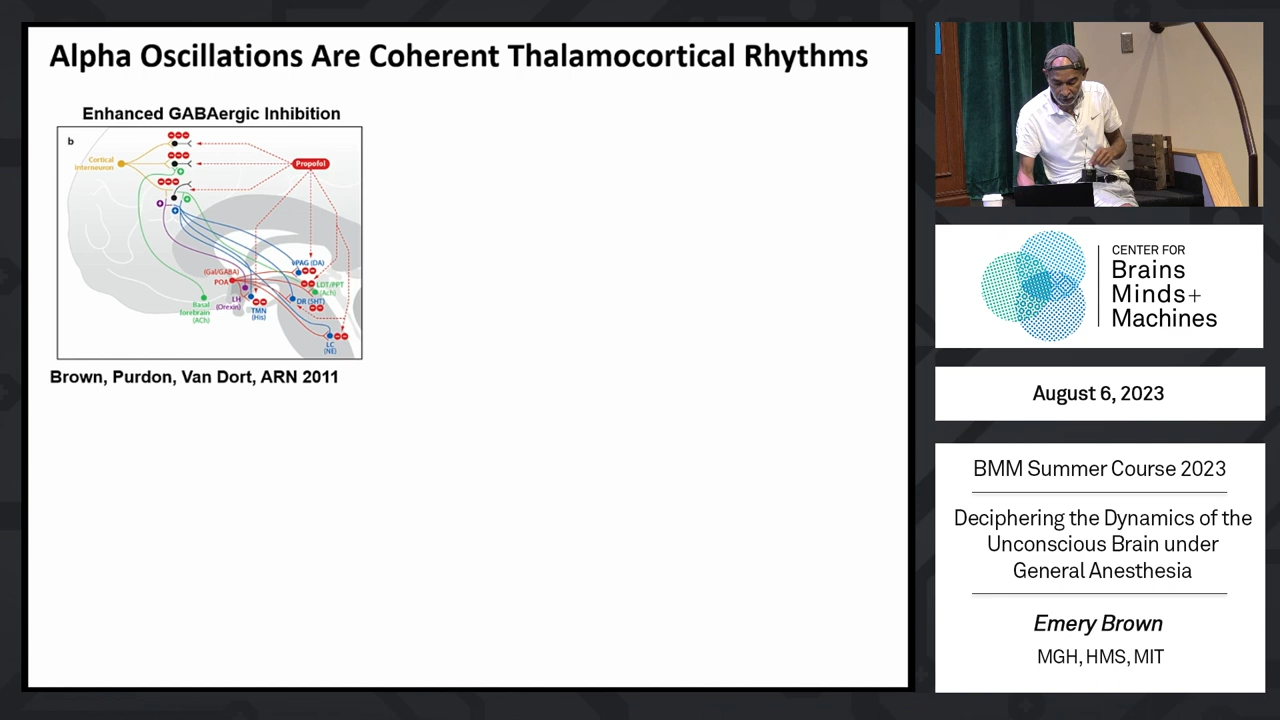 Alpha Oscillations Are Coherent Thalamocortical Rhythms
Enhanced GABAergic Inhibition
b
Cortical
interneuron
Propofol
(Gal/GABA)
POA
Basal
forebrain
(ACh)
LH
(Orexin)
TMN
(His)
vPAG (DA)
LDT/PPT
(Ach)
DR (5HT)
LC
(NE)
Brown, Purdon, Van Dort, ARN 2011
CENTER FOR
Brains
Minds+
Machines
August 6, 2023
BMM Summer Course 2023
Deciphering the Dynamics of the
Unconscious Brain under
General Anesthesia
Emery Brown
MGH, HMS, MIT